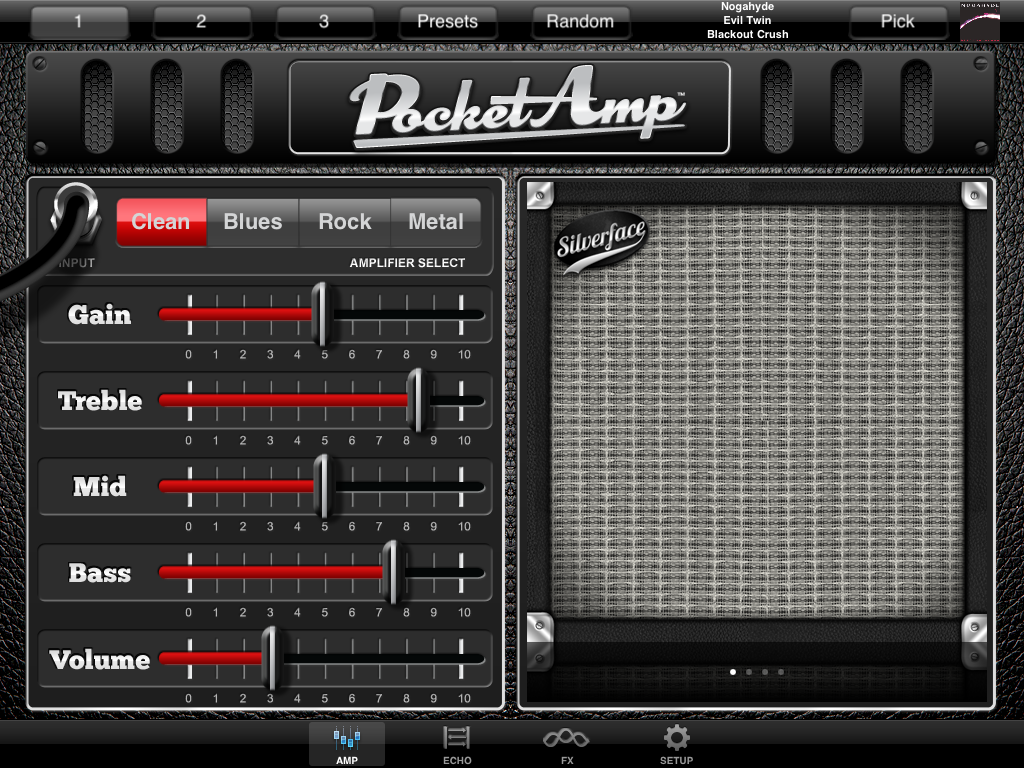 1 2 3 Presets Random
Nogahyde
Evil Twin
Blackout Crush
Pick
NOGAHYDE
PocketAmp™
Clean Blues Rock Metal
INPUT
AMPLIFIER SELECT
Silverface
Gain
0 1 2 3 4 5 6 7 8 9 10
Treble
0 1 2 3 4 5 6 7 8 9 10
Mid
0 1 2 3 4 5 6 7 8 9 10
Bass
0 1 2 3 4 5 6 7 8 9 10
Volume
0 1 2 3 4 5 6 7 8 9 10
AMP ECHO FX SETUP